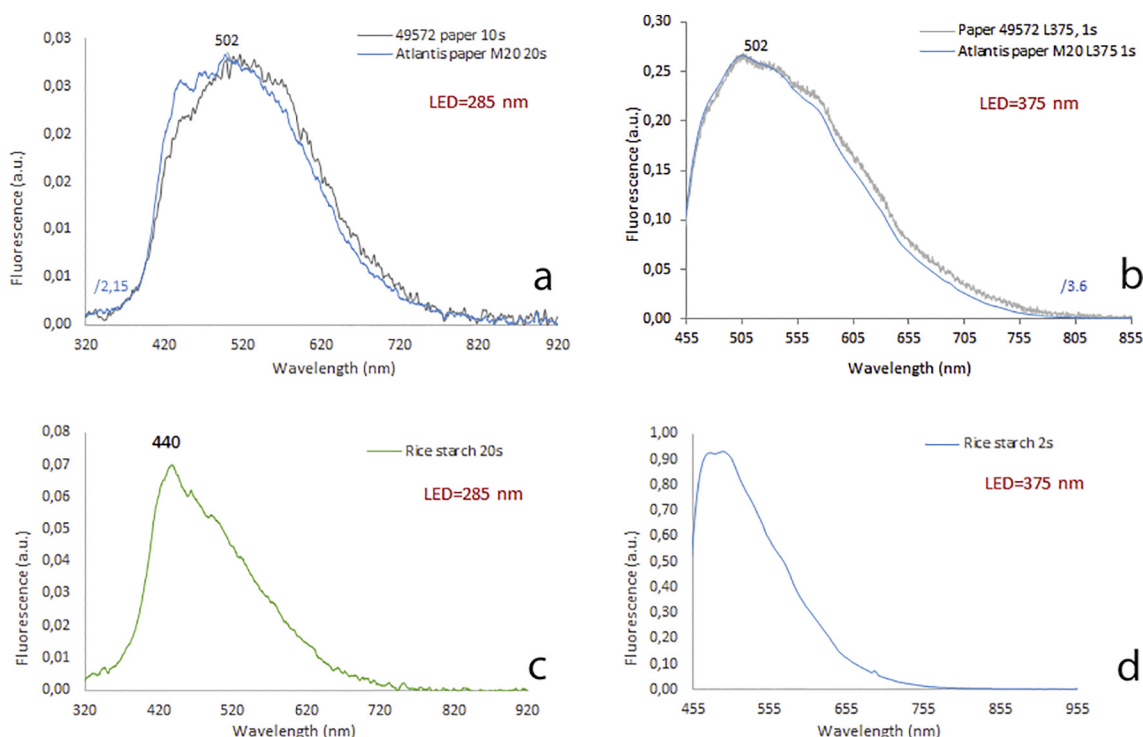 0,03
0,03
0,02
0,02
0,01
0,01
0,00
Fluorescence (a.u.)
502
49572 paper 10s
Atlantis paper M20 20s
LED=285 nm
/2,15
a
320 420 520 620 720 820 920
Wavelength (nm)
0,30
0,25
0,20
0,15
0,10
0,05
0,00
Fluorescence (a.u.)
502
Paper 49572 L375, 1s
Atlantis paper M20 L375 1s
LED=375 nm
b
/3.6
455 505 555 605 655 705 755 805 855
Wavelength (nm)
0,08
0,07
0,06
0,05
0,04
0,03
0,02
0,01
0,00
Fluorescence (a.u.)
440
Rice starch 20s
LED=285 nm
c
320 420 520 620 720 820 920
Wavelength (nm)
1,00
0,90
0,80
0,70
0,60
0,50
0,40
0,30
0,20
0,10
0,00
Fluorescence (a.u.)
Rice starch 2s
LED=375 nm
d
455 555 655 755 855 955
Wavelength (nm)